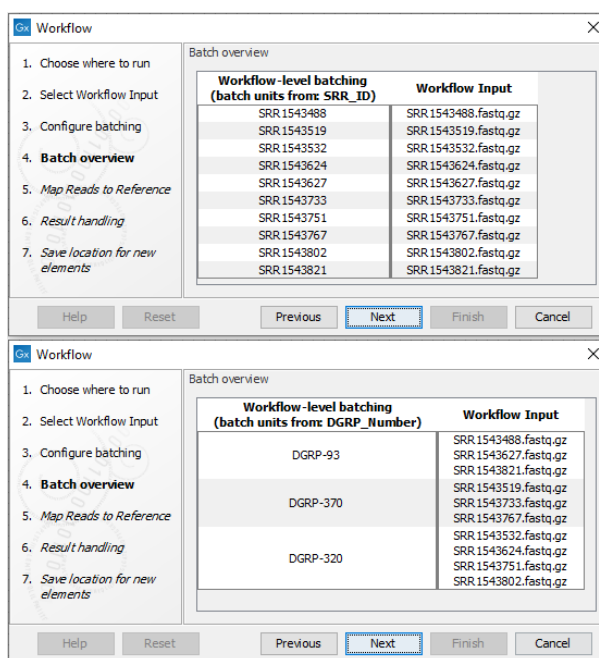 Gx Workflow
1. Choose where to run
2. Select Workflow Input
3. Configure batching
4. Batch overview
5. Map Reads to Reference
6. Result handling
7. Save location for new
elements
Batch overview
Workflow-level batching
(batch units from: SRR_ID)
Workflow Input
SRR1543488 SRR1543488.fastq.gz
SRR1543519 SRR1543519.fastq.gz
SRR1543532 SRR1543532.fastq.gz
SRR1543624 SRR1543624.fastq.gz
SRR1543627 SRR1543627.fastq.gz
SRR1543733 SRR1543733.fastq.gz
SRR1543751 SRR1543751.fastq.gz
SRR1543767 SRR1543767.fastq.gz
SRR1543802 SRR1543802.fastq.gz
SRR1543821 SRR1543821.fastq.gz
Help Reset Previous Next Finish Cancel
Gx Workflow
1. Choose where to run
2. Select Workflow Input
3. Configure batching
4. Batch overview
5. Map Reads to Reference
6. Result handling
7. Save location for new
elements
Batch overview
Workflow-level batching
(batch units from: DGRP_Number)
Workflow Input
DGRP-93
SRR1543488.fastq.gz
SRR1543627.fastq.gz
SRR1543821.fastq.gz
DGRP-370
SRR1543519.fastq.gz
SRR1543733.fastq.gz
SRR1543767.fastq.gz
DGRP-320
SRR1543532.fastq.gz
SRR1543624.fastq.gz
SRR1543751.fastq.gz
SRR1543802.fastq.gz
Help Reset Previous Next Finish Cancel